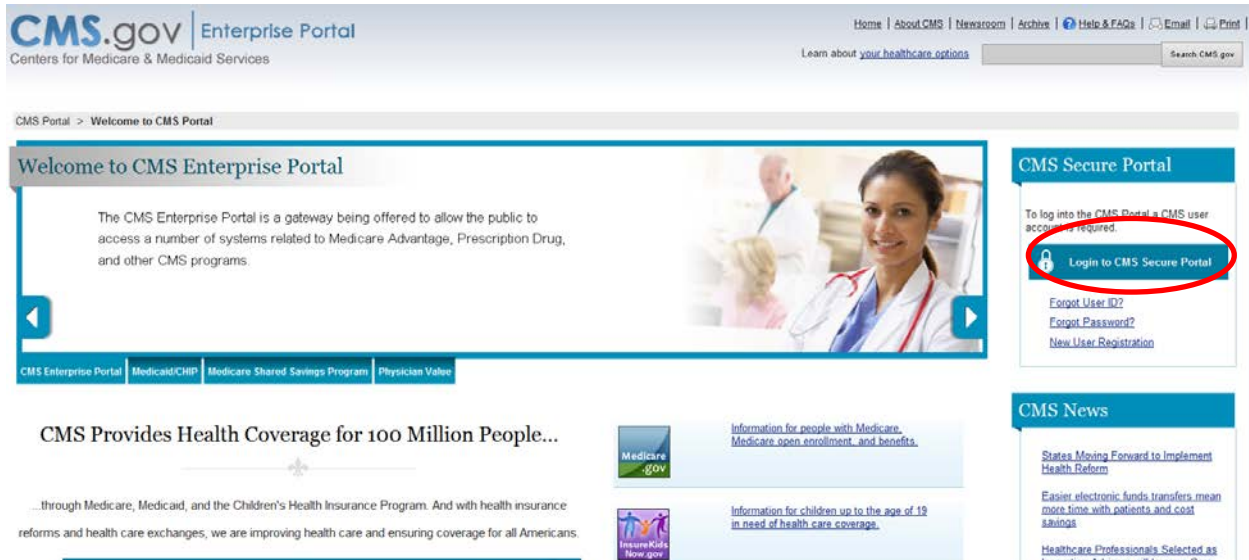 CMS.gov | Enterprise Portal
Centers for Medicare & Medicaid Services
Home | About CMS | Newsroom | Archive | Help & FAQs | Email | Print |
Learn about your healthcare options
Search CMS.gov
CMS Portal > Welcome to CMS Portal
Welcome to CMS Enterprise Portal
The CMS Enterprise Portal is a gateway being offered to allow the public to
access a number of systems related to Medicare Advantage, Prescription Drug,
and other CMS programs.
CMS Enterprise Portal
Medicaid/CHIP
Medicare Shared Savings Program
Physician Value
CMS Secure Portal
To log into the CMS Portal a CMS user
account is required.
Login to CMS Secure Portal
Forgot User ID?
Forgot Password?
New User Registration
CMS Provides Health Coverage for 100 Million People...
...through Medicare, Medicaid, and the Children's Health Insurance Program. And with health insurance
reforms and health care exchanges, we are improving health care and ensuring coverage for all Americans.
Medicare
.gov
Information for people with Medicare,
Medicare open enrollment, and benefits.
InsureKids
Now.gov
Information for children up to the age of 19
in need of health care coverage.
CMS News
States Moving Forward to Implement
Health Reform
Easier electronic funds transfers mean
more time with patients and cost
savings
Healthcare Professionals Selected as